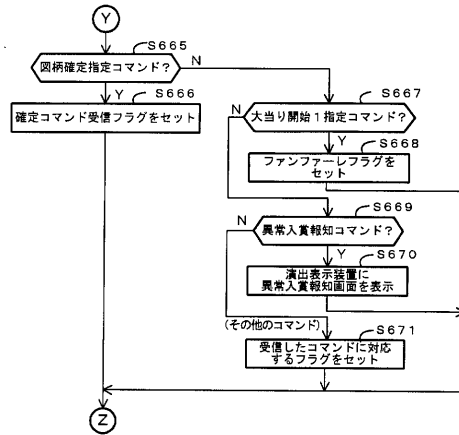 Y
S665
図柄確定指定コマンド?
N
Y
S666
確定コマンド受信フラグをセット
S667
N
大当り開始1指定コマンド?
Y
S668
ファンファーレフラグを
セット
S669
N
異常入賞報知コマンド?
Y
S670
演出表示装置に
異常入賞報知画面を表示
(その他のコマンド)
S671
受信したコマンドに対応
するフラグをセット
Z